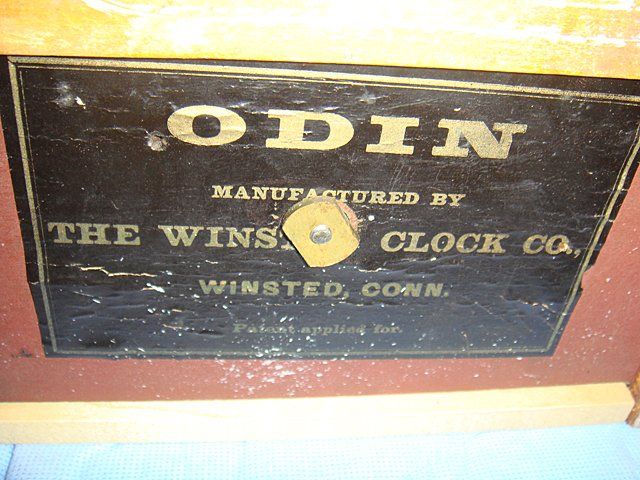 ODIN
MANUFACTURED BY
THE WINS CLOCK CO.,
WINSTED, CONN.
Patent applied for.